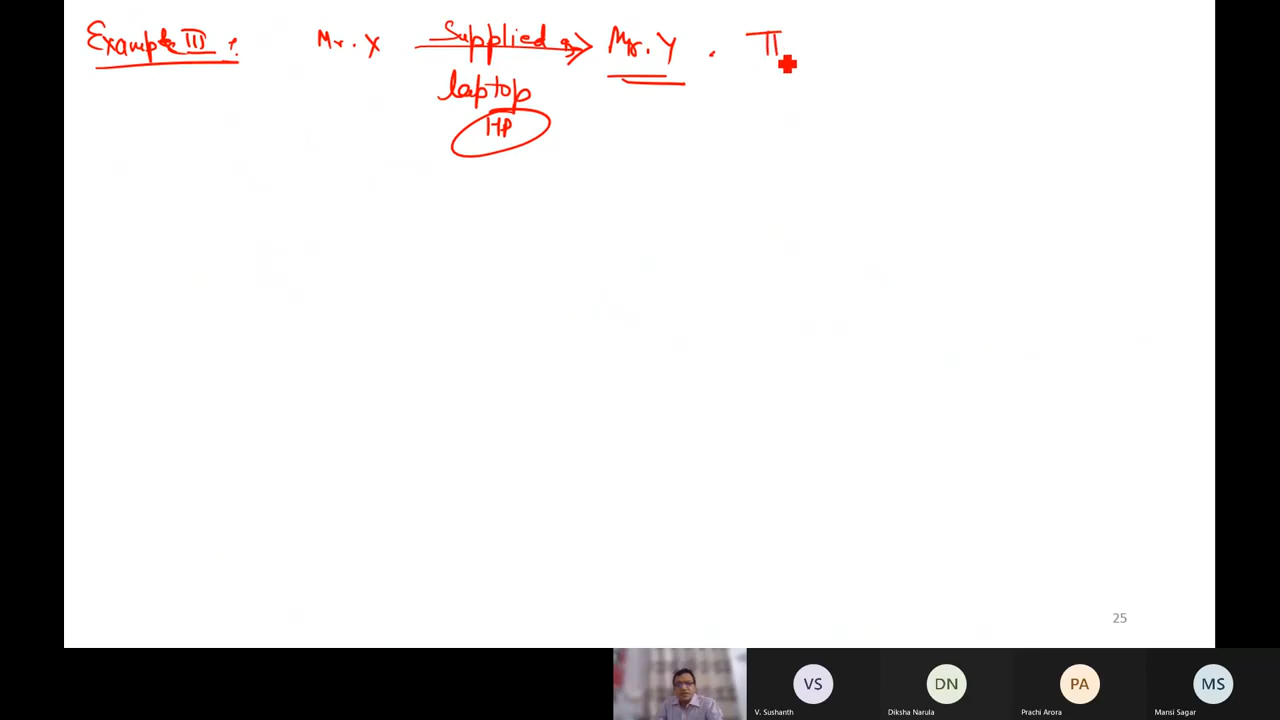 Example III : Mr. X Supplied Mr. Y .
laptop
HP
25
VS DN PA MS
V. Sushanth Diksha Narula Prachi Arora Mansi Sagar